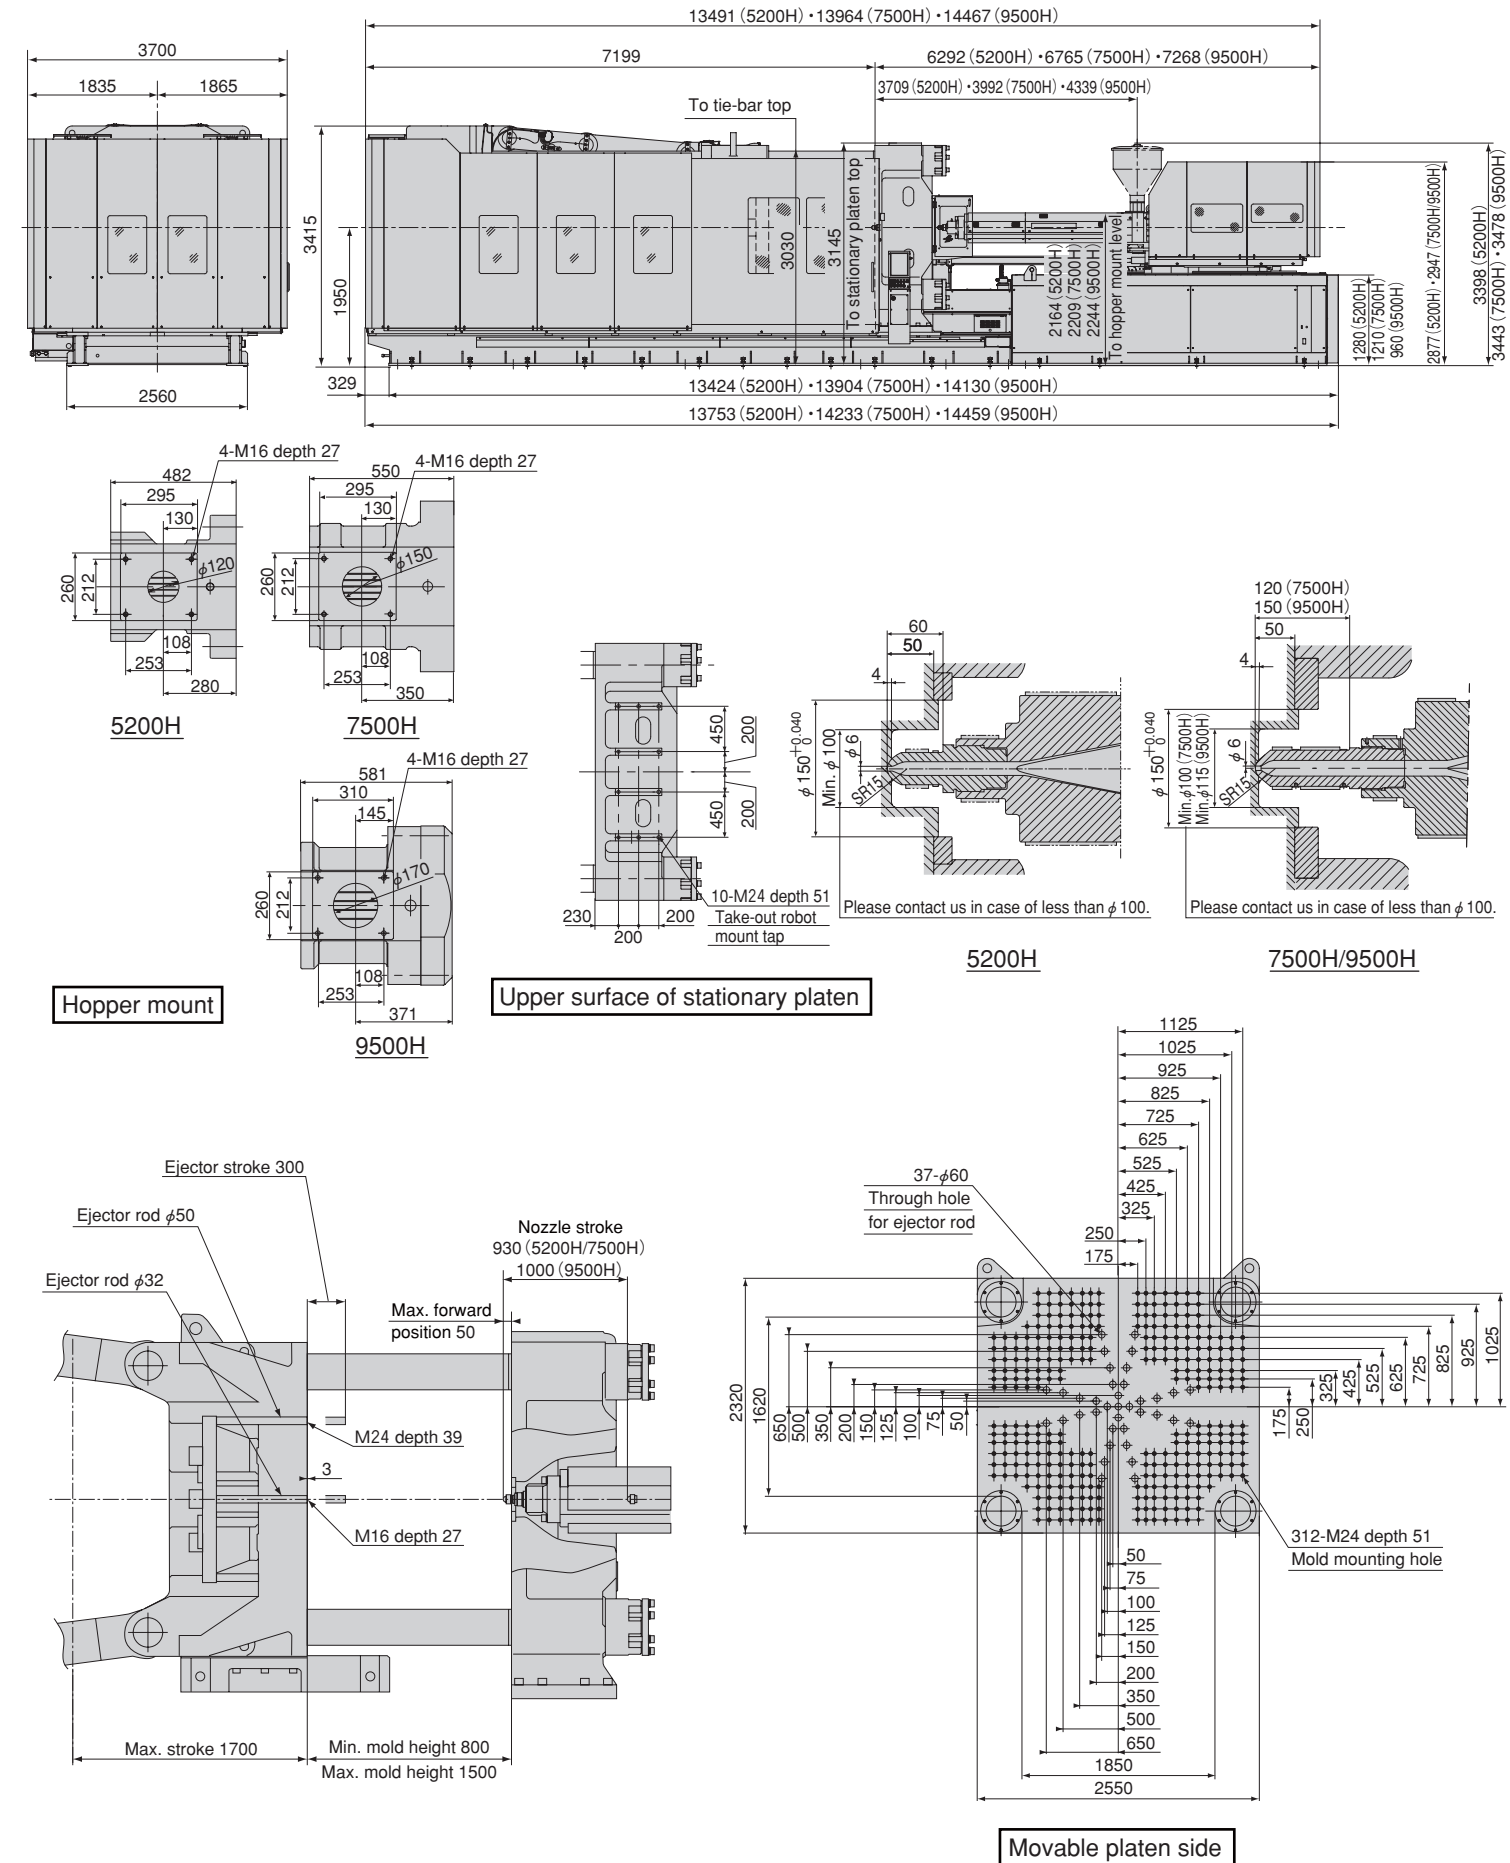 13491 (5200H)・13964 (7500H)・14467 (9500H)
3700
7199
6292 (5200H)・6765 (7500H)・7268 (9500H)
1835
1865
3709 (5200H)・3992 (7500H)・4339 (9500H)
To tie-bar top
3415
1950
3030
3145
To stationary platen top
2164 (5200H)
2209 (7500H)
2244 (9500H)
To hopper mount level
1280 (5200H)
1210 (7500H)
960 (9500H)
2877 (5200H)・2947 (7500H/9500H)
3398 (5200H)
3443 (7500H)・3478 (9500H)
329
13424 (5200H)・13904 (7500H)・14130 (9500H)
2560
13753 (5200H)・14233 (7500H)・14459 (9500H)
4-M16 depth 27
482
295
130
260
212
φ120
108
253
280
5200H
4-M16 depth 27
550
295
130
260
212
φ150
108
253
350
7500H
4-M16 depth 27
581
310
145
260
212
φ170
108
253
371
9500H
Hopper mount
450
200
450
200
10-M24 depth 51
Take-out robot
mount tap
230
200
200
Upper surface of stationary platen
60
50
4
φ150 +0.040 0
Min. φ100
φ6
SR15
Please contact us in case of less than φ100.
5200H
120 (7500H)
150 (9500H)
50
4
φ150 +0.040 0
Min.φ100 (7500H)
Min.φ115 (9500H)
φ6
SR15
Please contact us in case of less than φ100.
7500H/9500H
Ejector stroke 300
Ejector rod φ50
Ejector rod φ32
Nozzle stroke
930 (5200H/7500H)
1000 (9500H)
Max. forward
position 50
M24 depth 39
3
M16 depth 27
Max. stroke 1700
Min. mold height 800
Max. mold height 1500
1125
1025
925
825
725
625
525
425
325
250
175
37-φ60
Through hole
for ejector rod
2320
1620
650
500
350
200
150
125
100
75
50
175
250
325
425
525
625
725
825
925
1025
312-M24 depth 51
Mold mounting hole
50
75
100
125
150
200
350
500
650
1850
2550
Movable platen side